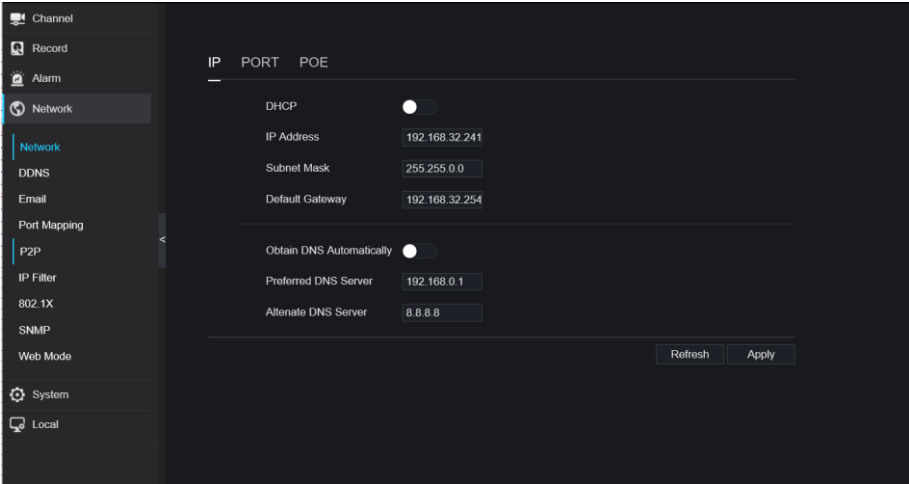 Channel
Record
Alarm
Network
Network
DDNS
Email
Port Mapping
P2P
IP Filter
802.1X
SNMP
Web Mode
System
Local
<
IP PORT POE
DHCP
IP Address 192.168.32.241
Subnet Mask 255.255.0.0
Default Gateway 192.168.32.254
Obtain DNS Automatically
Preferred DNS Server 192.168.0.1
Altenate DNS Server 8.8.8.8
Refresh Apply